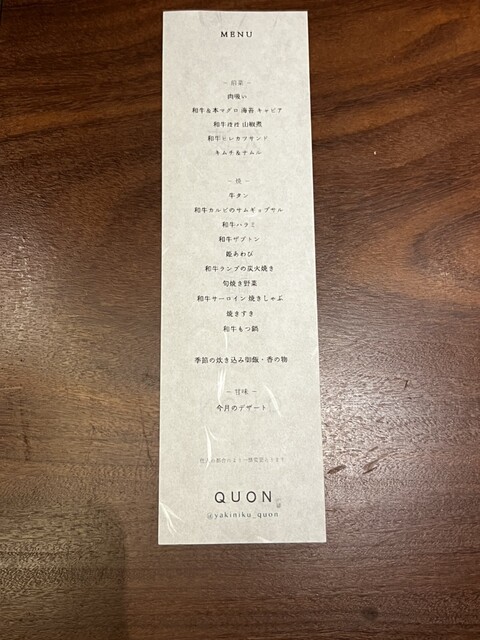 MENU
- 前菜 -
肉吸い
和牛&本マグロ 海苔 キャビア
和牛 山椒煮
和牛ヒレカツサンド
キムチ&ナムル
- 焼 -
牛タン
和牛カルビのサムギョプサル
和牛ハラミ
和牛ザブトン
姫あわび
和牛ランプの炭火焼き
旬焼き野菜
和牛サーロイン 焼きしゃぶ
焼きすき
和牛もつ鍋
季節の炊き込み御飯・香の物
- 甘味 -
今月のデザート
QUON
@yakiniku_quon